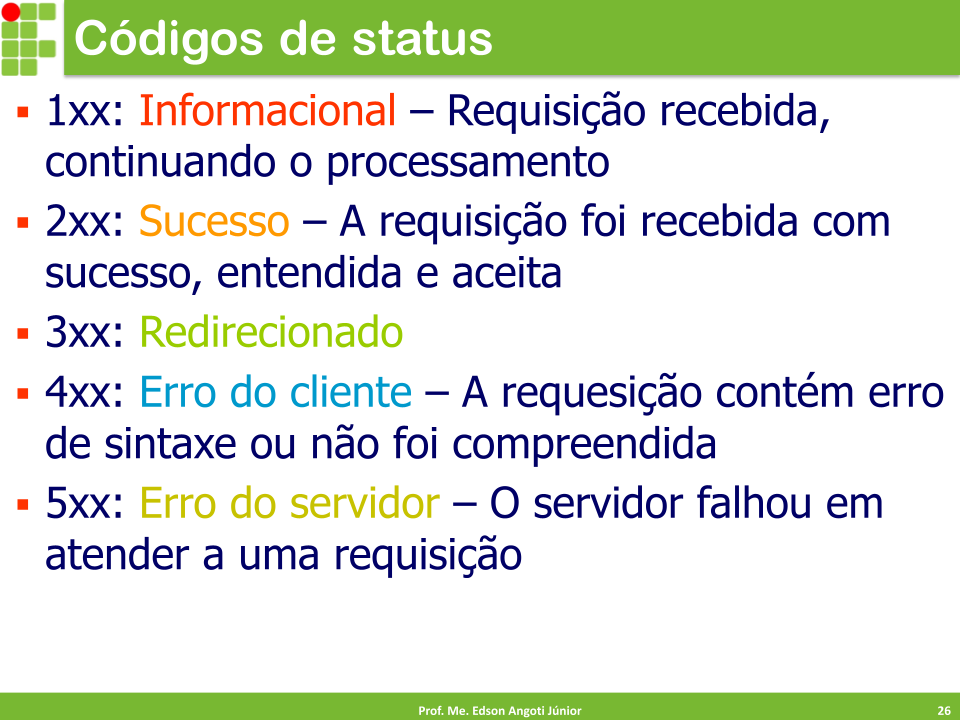 Códigos de status
▪ 1xx: Informacional – Requisição recebida,
continuando o processamento
▪ 2xx: Sucesso – A requisição foi recebida com
sucesso, entendida e aceita
▪ 3xx: Redirecionado
▪ 4xx: Erro do cliente – A requesição contém erro
de sintaxe ou não foi compreendida
▪ 5xx: Erro do servidor – O servidor falhou em
atender a uma requisição
Prof. Me. Edson Angoti Júnior 26